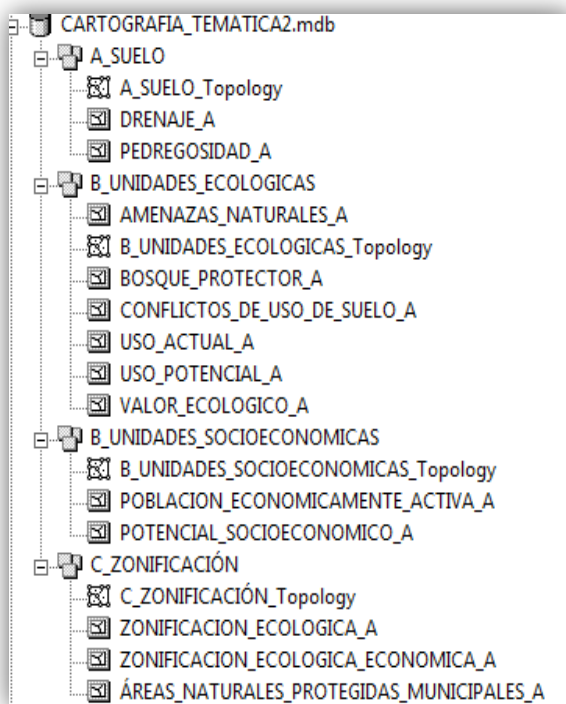 CARTOGRAFIA_TEMATICA2.mdb
A_SUELO
A_SUELO_Topology
DRENAJE_A
PEDREGOSIDAD_A
B_UNIDADES_ECOLOGICAS
AMENAZAS_NATURALES_A
B_UNIDADES_ECOLOGICAS_Topology
BOSQUE_PROTECTOR_A
CONFLICTOS_DE_USO_DE_SUELO_A
USO_ACTUAL_A
USO_POTENCIAL_A
VALOR_ECOLOGICO_A
B_UNIDADES_SOCIOECONOMICAS
B_UNIDADES_SOCIOECONOMICAS_Topology
POBLACION_ECONOMICAMENTE_ACTIVA_A
POTENCIAL_SOCIOECONOMICO_A
C_ZONIFICACIÓN
C_ZONIFICACIÓN_Topology
ZONIFICACION_ECOLOGICA_A
ZONIFICACION_ECOLOGICA_ECONOMICA_A
ÁREAS_NATURALES_PROTEGIDAS_MUNICIPALES_A